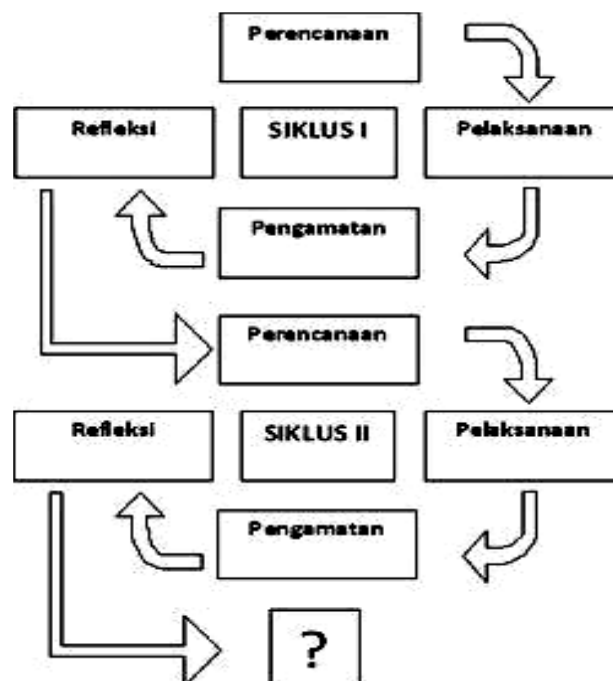 Perencanaan
Refleksi
SIKLUS I
Pelaksanaan
Pengamatan
Perencanaan
Refleksi
SIKLUS II
Pelaksanaan
Pengamatan
?